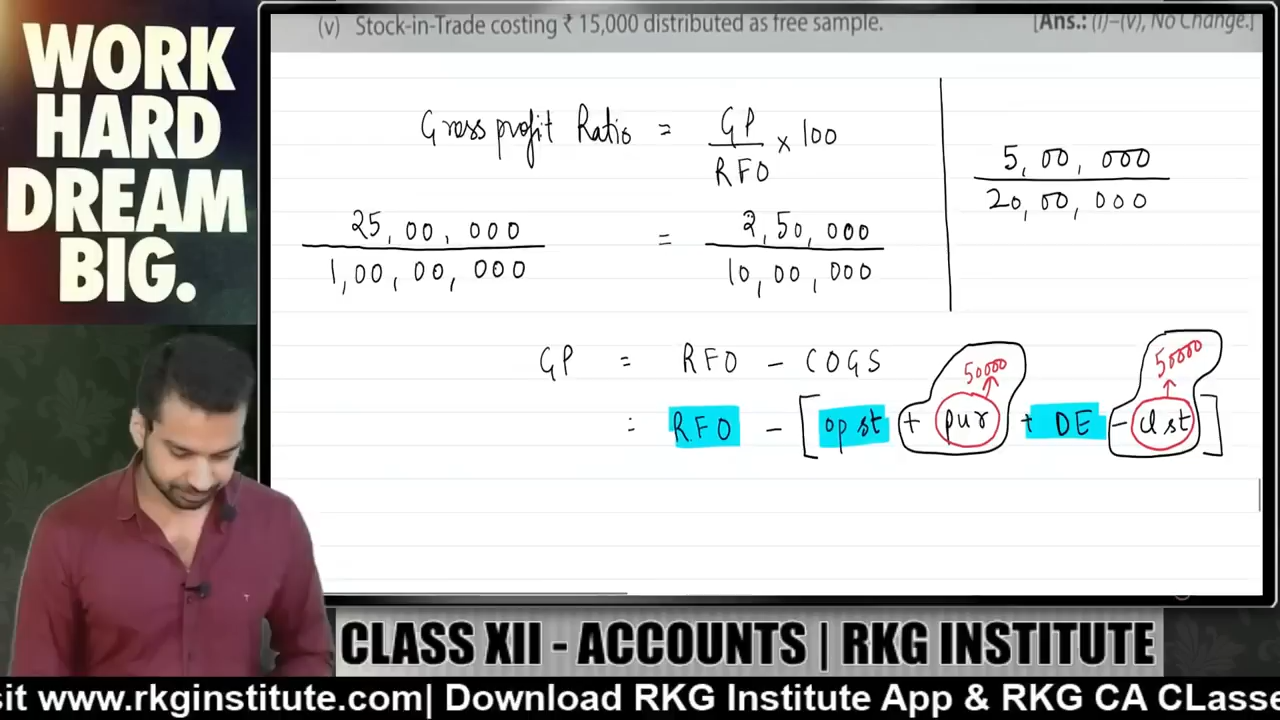 WORK
HARD
DREAM
BIG.
(v) Stock-in-Trade costing ₹ 15,000 distributed as free sample. [Ans.: (i)–(v), No Change.]
Gross profit Ratio = GP / RFO × 100
5,00,000 / 20,00,000
25,00,000 / 1,00,00,000 = 2,50,000 / 10,00,000
GP = RFO - COGS
50000 50000
= RFO - [op st + pur + DE - clst]
CLASS XII - ACCOUNTS | RKG INSTITUTE
sit www.rkginstitute.com| Download RKG Institute App & RKG CA CLasse